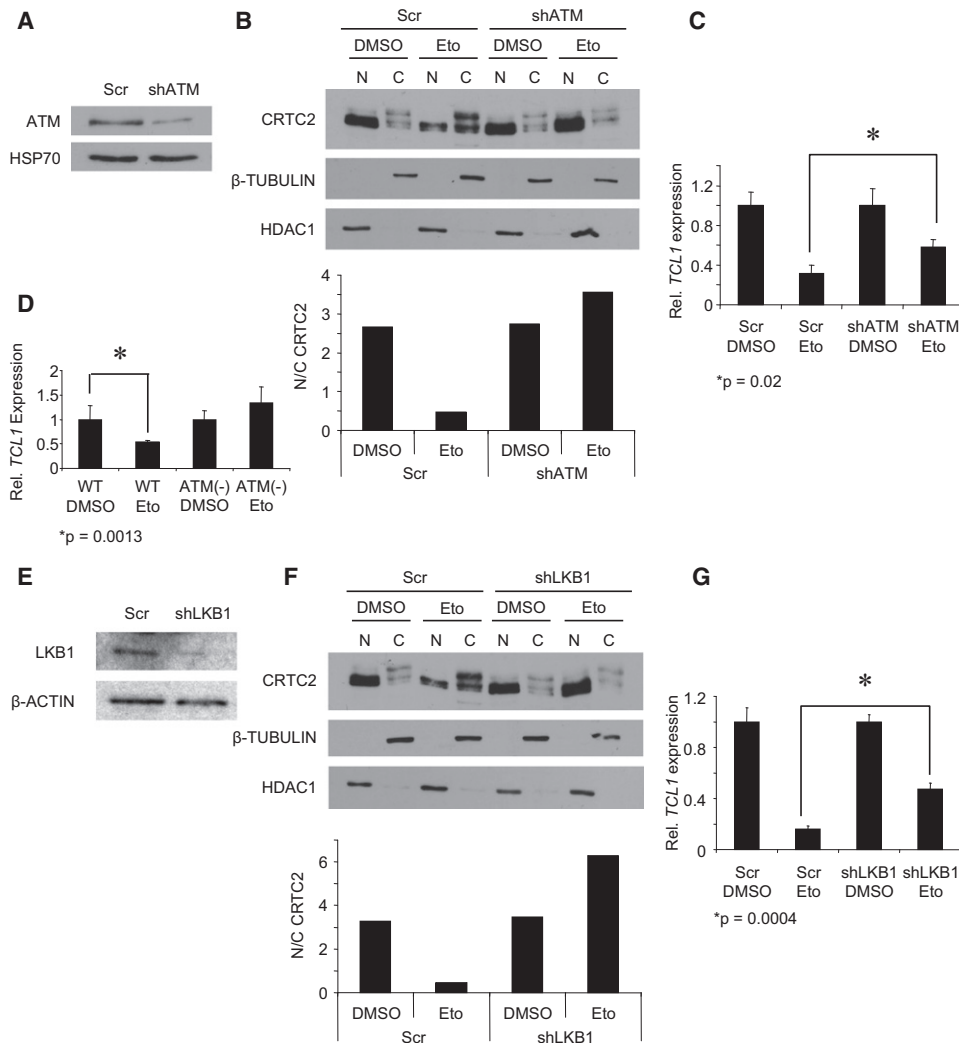 A
Scr shATM
ATM
HSP70
B
Scr shATM
DMSO Eto DMSO Eto
N C N C N C N C
CRTC2
β-TUBULIN
HDAC1
N/C CRTC2
4
3
2
1
0
DMSO Eto DMSO Eto
Scr shATM
C
Rel. TCL1 expression
1.2
0.8
0.4
0
*
Scr DMSO
Scr Eto
shATM DMSO
shATM Eto
*p = 0.02
D
Rel. TCL1 Expression
2
1.5
1
0.5
0
*
WT DMSO
WT Eto
ATM(-) DMSO
ATM(-) Eto
*p = 0.0013
E
Scr shLKB1
LKB1
β-ACTIN
F
Scr shLKB1
DMSO Eto DMSO Eto
N C N C N C N C
CRTC2
β-TUBULIN
HDAC1
N/C CRTC2
6
4
2
0
DMSO Eto DMSO Eto
Scr shLKB1
G
Rel. TCL1 expression
1.2
0.8
0.4
0
*
Scr DMSO
Scr Eto
shLKB1 DMSO
shLKB1 Eto
*p = 0.0004